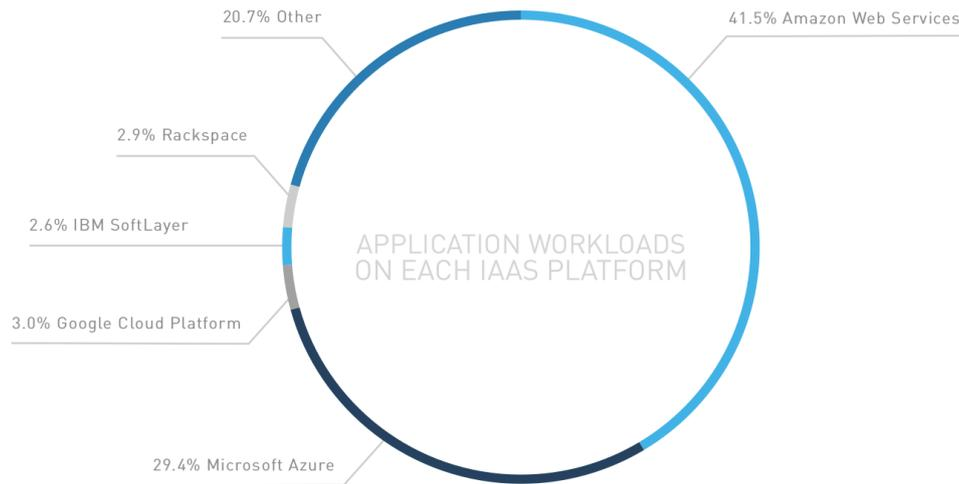 20.7% Other
41.5% Amazon Web Services
2.9% Rackspace
2.6% IBM SoftLayer
APPLICATION WORKLOADS
ON EACH IAAS PLATFORM
3.0% Google Cloud Platform
29.4% Microsoft Azure